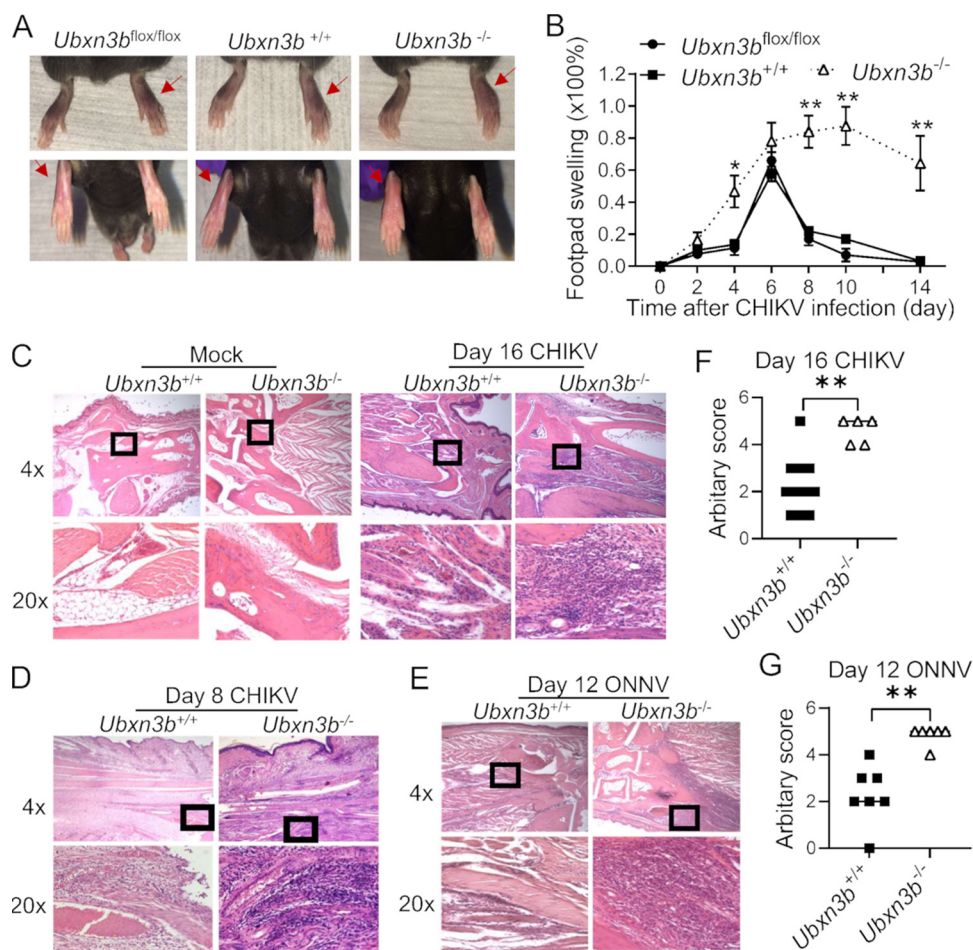 A
Ubxn3b^flox/flox Ubxn3b^+/+ Ubxn3b^-/-
B
Ubxn3b^flox/flox
Ubxn3b^+/+ Ubxn3b^-/-
Footpad swelling (x100%)
1.2
1.0
0.8
0.6
0.4
0.2
0.0
* ** ** **
0 2 4 6 8 10 14
Time after CHIKV infection (day)
C
Mock Day 16 CHIKV
Ubxn3b^+/+ Ubxn3b^-/- Ubxn3b^+/+ Ubxn3b^-/-
4x
20x
F
Day 16 CHIKV
**
Arbitary score
6
4
2
0
Ubxn3b^+/+ Ubxn3b^-/-
D
Day 8 CHIKV
Ubxn3b^+/+ Ubxn3b^-/-
4x
20x
E
Day 12 ONNV
Ubxn3b^+/+ Ubxn3b^-/-
4x
20x
G
Day 12 ONNV
**
Arbitary score
6
4
2
0
Ubxn3b^+/+ Ubxn3b^-/-